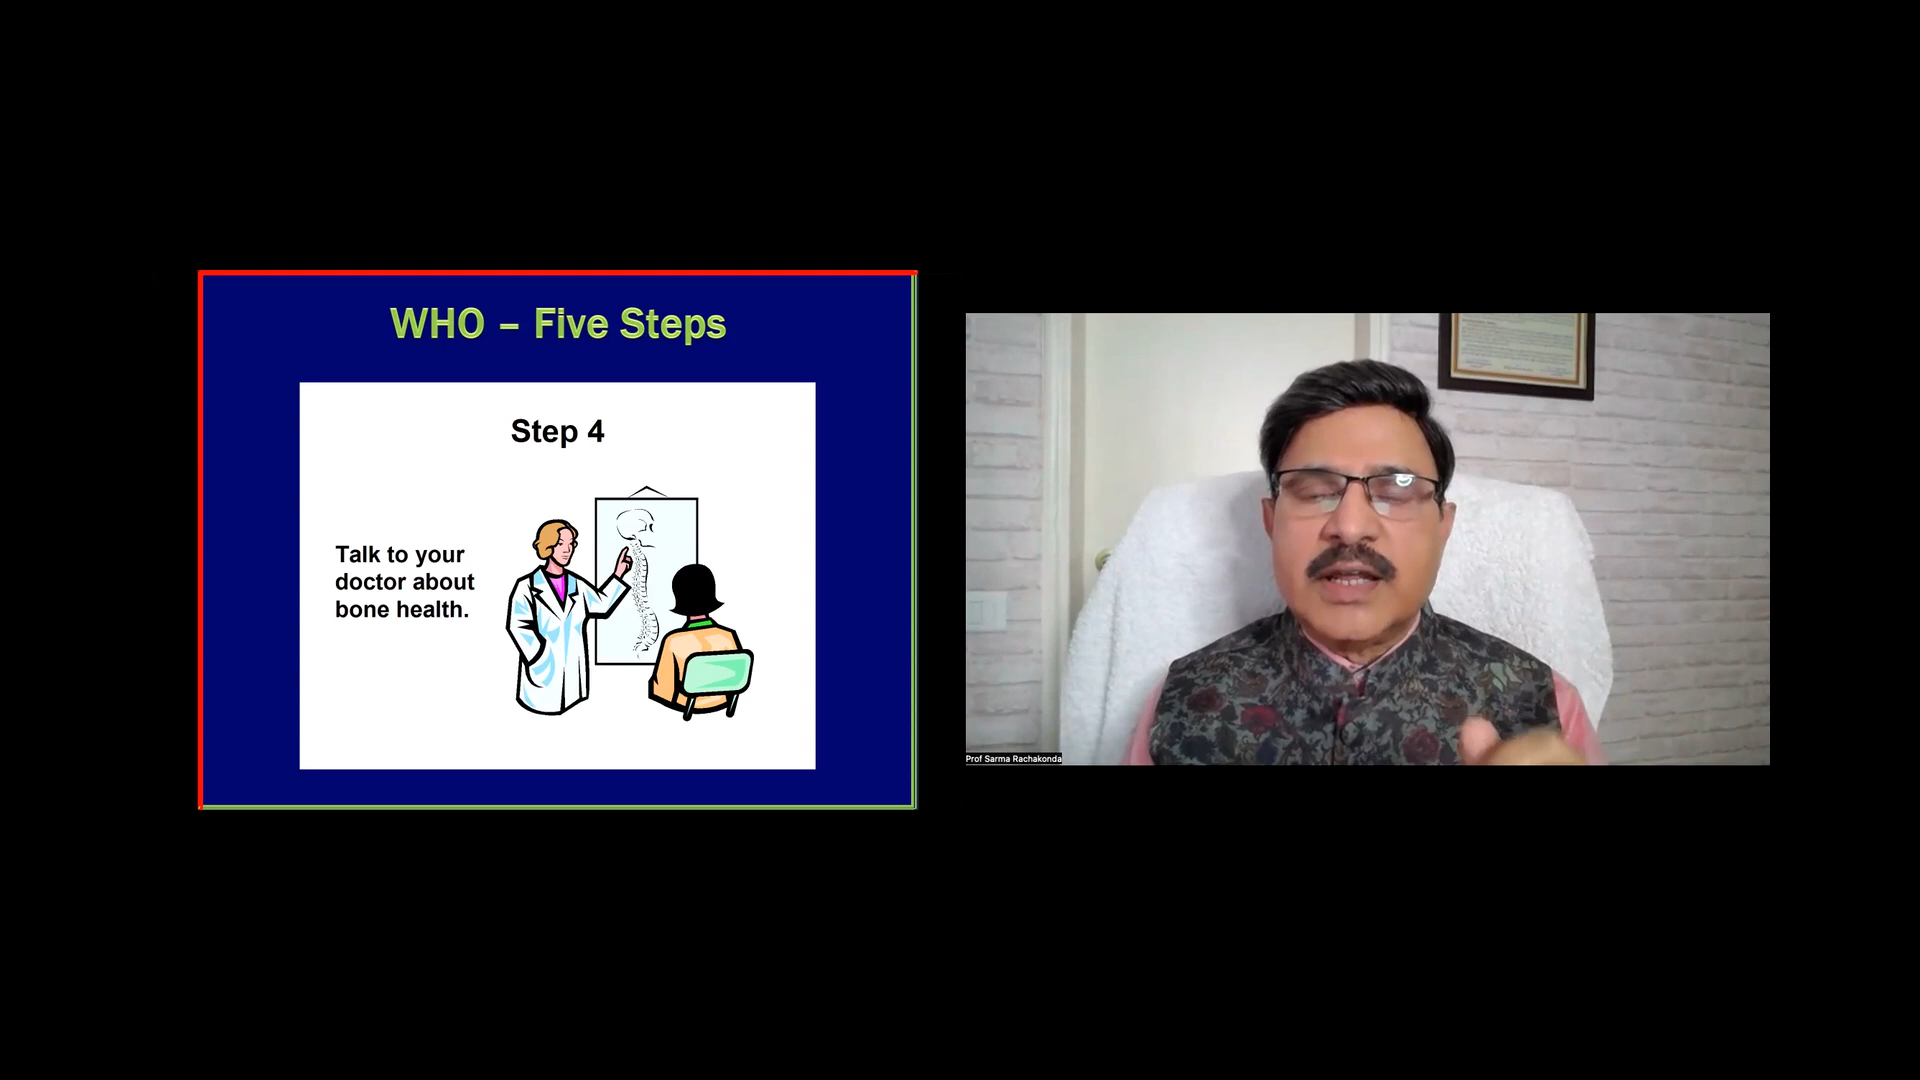 WHO – Five Steps
Step 4
Talk to your
doctor about
bone health.
Prof Sarma Rachakonda